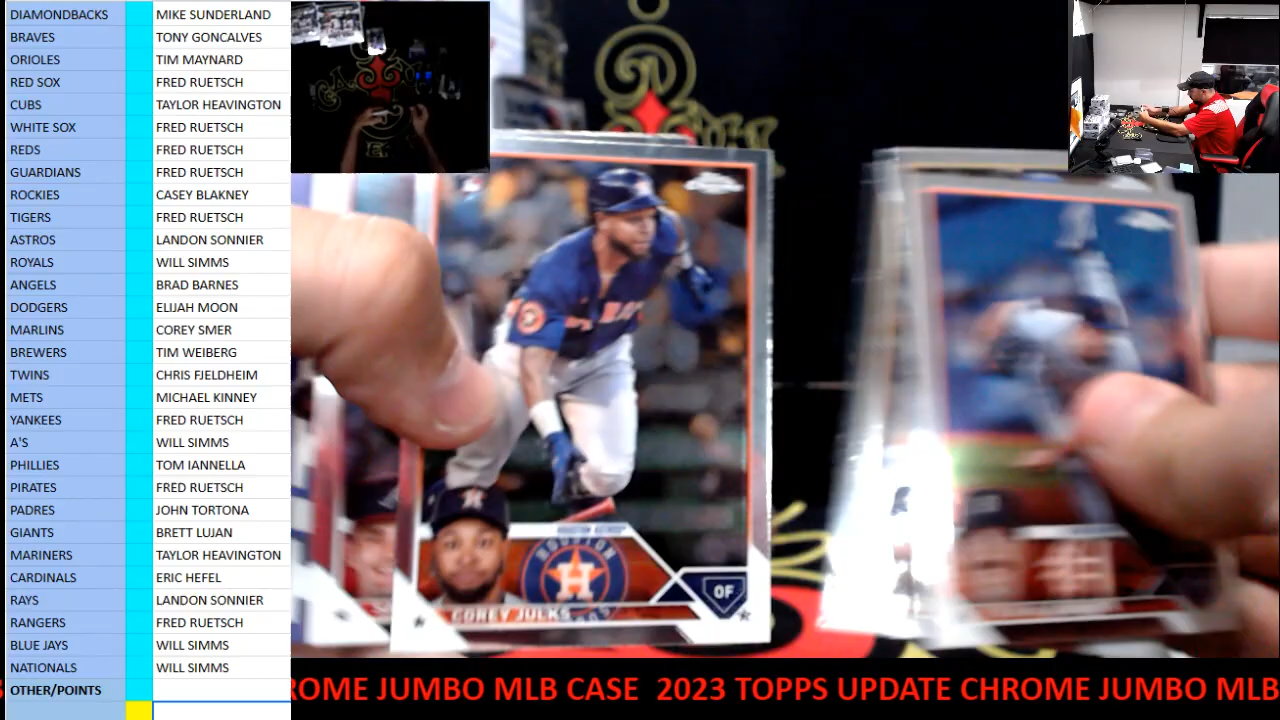 DIAMONDBACKS MIKE SUNDERLAND
BRAVES TONY GONCALVES
ORIOLES TIM MAYNARD
RED SOX FRED RUETSCH
CUBS TAYLOR HEAVINGTON
WHITE SOX FRED RUETSCH
REDS FRED RUETSCH
GUARDIANS FRED RUETSCH
ROCKIES CASEY BLAKNEY
TIGERS FRED RUETSCH
ASTROS LANDON SONNIER
ROYALS WILL SIMMS
ANGELS BRAD BARNES
DODGERS ELIJAH MOON
MARLINS COREY SMER
BREWERS TIM WEIBERG
TWINS CHRIS FJELDHEIM
METS MICHAEL KINNEY
YANKEES FRED RUETSCH
A'S WILL SIMMS
PHILLIES TOM IANNELLA
PIRATES FRED RUETSCH
PADRES JOHN TORTONA
GIANTS BRETT LUJAN
MARINERS TAYLOR HEAVINGTON
CARDINALS ERIC HEFEL
RAYS LANDON SONNIER
RANGERS FRED RUETSCH
BLUE JAYS WILL SIMMS
NATIONALS WILL SIMMS
OTHER/POINTS
HOUSTON
H
OF
COREY JULKS
ROME JUMBO MLB CASE 2023 TOPPS UPDATE CHROME JUMBO MLB